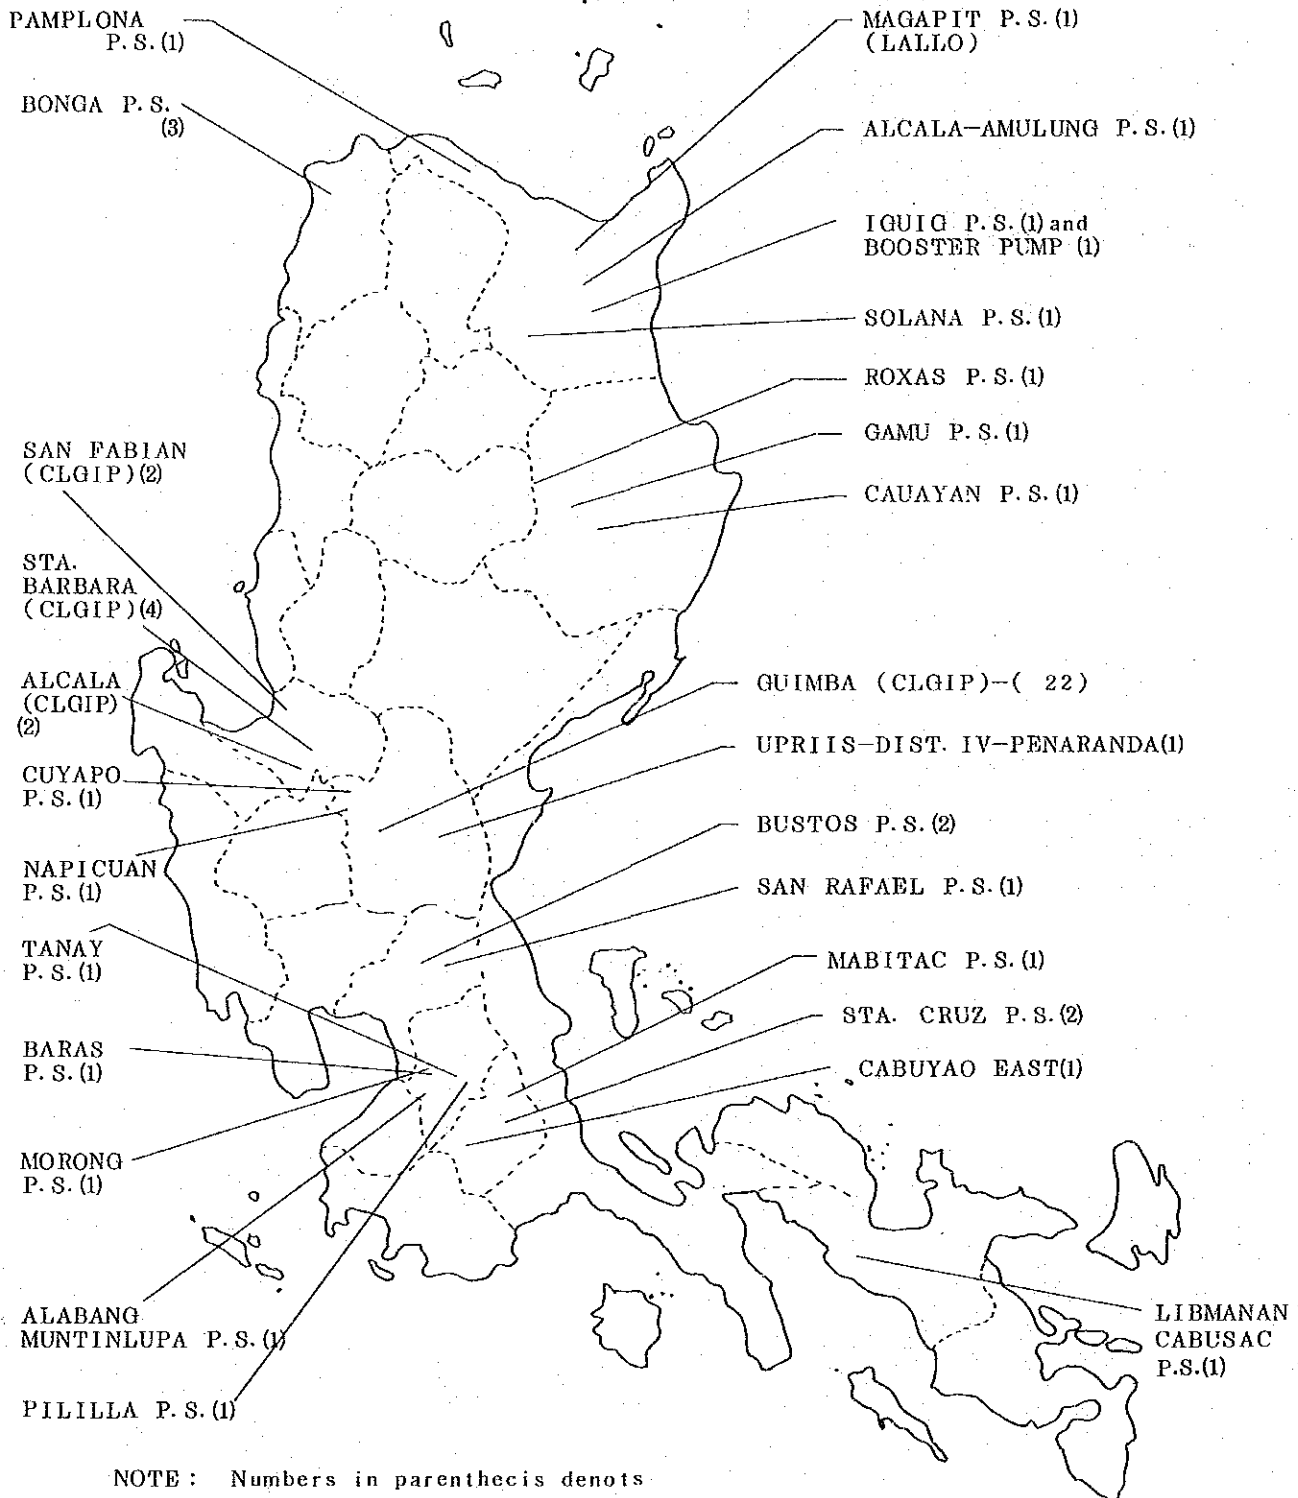 PAMPLONA
P.S.(1)
BONGA P.S.
(3)
SAN FABIAN
(CLGIP)(2)
STA.
BARBARA
(CLGIP)(4)
ALCALA
(CLGIP)
(2)
CUYAPO
P.S.(1)
NAPICUAN
P.S.(1)
TANAY
P.S.(1)
BARAS
P.S.(1)
MORONG
P.S.(1)
ALABANG
MUNTINLUPA P.S.(1)
PILILLA P.S.(1)
MAGAPIT P.S.(1)
(LALLO)
ALCALA-AMULUNG P.S.(1)
IGUIG P.S.(1) and
BOOSTER PUMP (1)
SOLANA P.S.(1)
ROXAS P.S.(1)
GAMU P.S.(1)
CAUAYAN P.S.(1)
GUIMBA (CLGIP)-( 22)
UPRIIS-DIST. IV-PENARANDA(1)
BUSTOS P.S.(2)
SAN RAFAEL P.S.(1)
MABITAC P.S.(1)
STA. CRUZ P.S.(2)
CABUYAO EAST(1)
LIBMANAN
CABUSAC
P.S.(1)
NOTE : Numbers in parenthecis denots